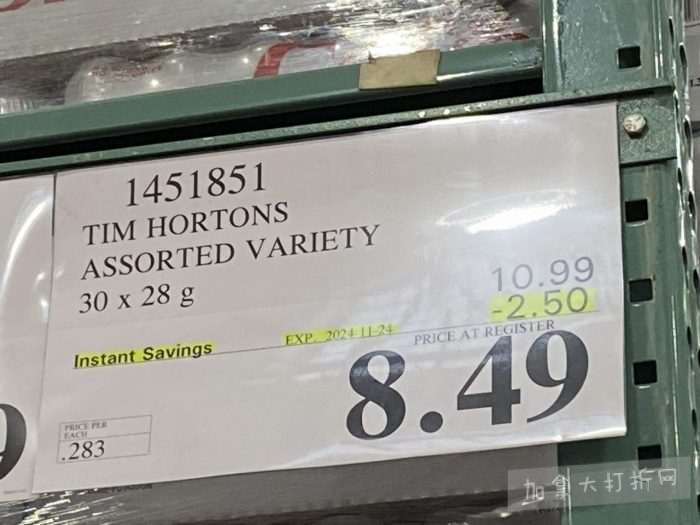 1451851
TIM HORTONS
ASSORTED VARIETY
30 x 28 g
10.99
-2.50
Instant Savings
EXP. 2024-11-24
PRICE AT REGISTER
8.49
PRICE PER
EACH
.283
加拿大打折网